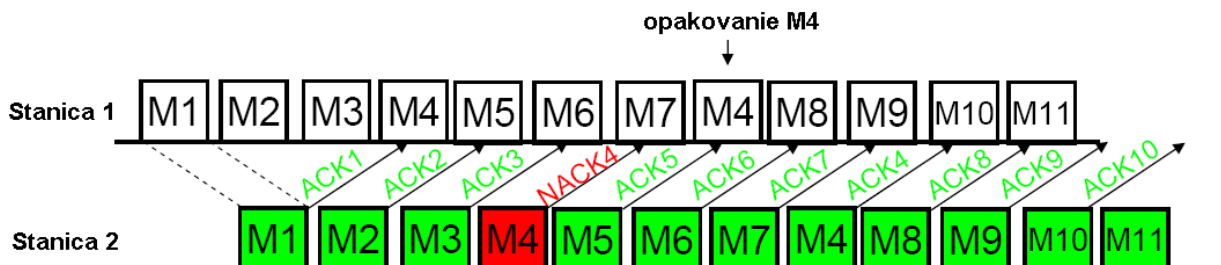 opakovanie M4
Stanica 1 M1 M2 M3 M4 M5 M6 M7 M4 M8 M9 M10 M11
ACK1 ACK2 ACK3 NACK4 ACK5 ACK6 ACK7 ACK4 ACK8 ACK9 ACK10
Stanica 2 M1 M2 M3 M4 M5 M6 M7 M4 M8 M9 M10 M11